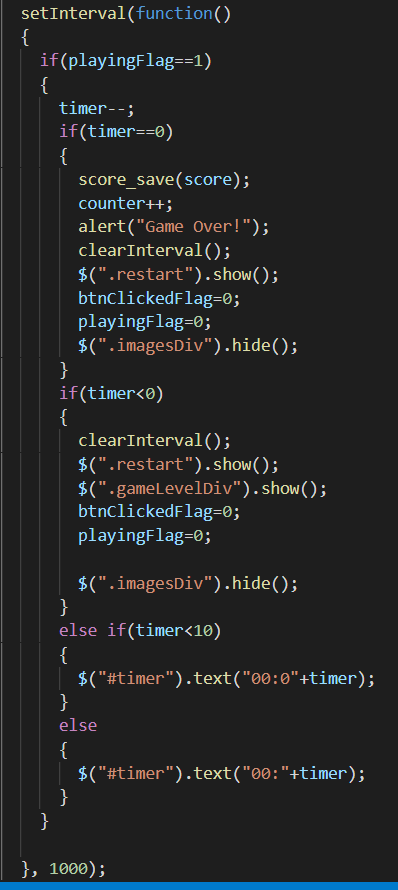 setInterval(function()
{
if(playingFlag==1)
{
timer--;
if(timer==0)
{
score_save(score);
counter++;
alert("Game Over!");
clearInterval();
$(".restart").show();
btnClickedFlag=0;
playingFlag=0;
$(".imagesDiv").hide();
}
if(timer<0)
{
clearInterval();
$(".restart").show();
$(".gameLevelDiv").show();
btnClickedFlag=0;
playingFlag=0;
$(".imagesDiv").hide();
}
else if(timer<10)
{
$("#timer").text("00:0"+timer);
}
else
{
$("#timer").text("00:"+timer);
}
}
}, 1000);